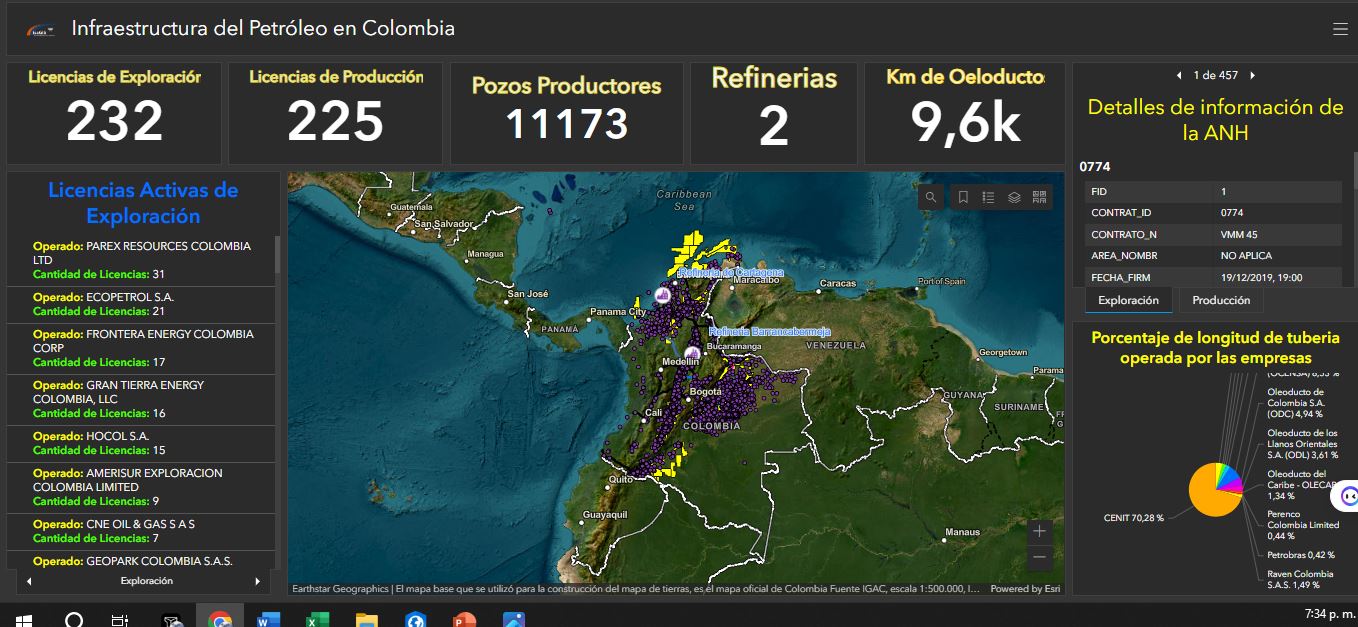 Infraestructura del Petróleo en Colombia
Licencias de Exploración
232
Licencias de Producción
225
Pozos Productores
11173
Refinerias
2
Km de Oeloducto
9,6k
1 de 457
Detalles de información de
la ANH
0774
FID 1
CONTRAT_ID 0774
CONTRATO_N VMM 45
AREA_NOMBR NO APLICA
FECHA_FIRM 19/12/2019, 19:00
Exploración Producción
Licencias Activas de
Exploración
Operado: PAREX RESOURCES COLOMBIA
LTD
Cantidad de Licencias: 31
Operado: ECOPETROL S.A.
Cantidad de Licencias: 21
Operado: FRONTERA ENERGY COLOMBIA
CORP
Cantidad de Licencias: 17
Operado: GRAN TIERRA ENERGY
COLOMBIA, LLC
Cantidad de Licencias: 16
Operado: HOCOL S.A.
Cantidad de Licencias: 15
Operado: AMERISUR EXPLORACION
COLOMBIA LIMITED
Cantidad de Licencias: 9
Operado: CNE OIL & GAS S A S
Cantidad de Licencias: 7
Operado: GEOPARK COLOMBIA S.A.S.
Exploración
Caribbean
Sea
Guatemala
San Salvador
Managua
San José
Panama City
PANAMÁ
Refineria de Cartagena
Maracaibo
Caracas
Port of Spain
Refineria Barrancabermeja
Bucaramanga
VENEZUELA
Medellín
Georgetown
Parama
Bogotá
GUYANA
SURINAME
Cali
COLOMBIA
Quito
Guayaquil
Manaus
Earthstar Geographics | El mapa base que se utilizó para la construcción del mapa de tierras, es el mapa oficial de Colombia Fuente IGAC, escala 1:500.000, I... Powered by Esri
Porcentaje de longitud de tuberia
operada por las empresas
(OCENSA) 8,53 %
Oleoducto de
Colombia S.A.
(ODC) 4,94 %
Oleoducto de los
Llanos Orientales
S.A. (ODL) 3,61 %
Oleoducto del
Caribe - OLECAR
1,34 %
CENIT 70,28 %
Perenco
Colombia Limited
0,44 %
Petrobras 0,42 %
Raven Colombia
S.A.S. 1,49 %
7:34 p. m.